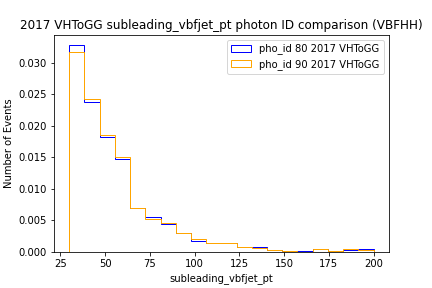 2017 VHToGG subleading_vbfjet_pt photon ID comparison (VBFHH)
pho_id 80 2017 VHToGG
pho_id 90 2017 VHToGG
Number of Events
0.030
0.025
0.020
0.015
0.010
0.005
0.000
25 50 75 100 125 150 175 200
subleading_vbfjet_pt